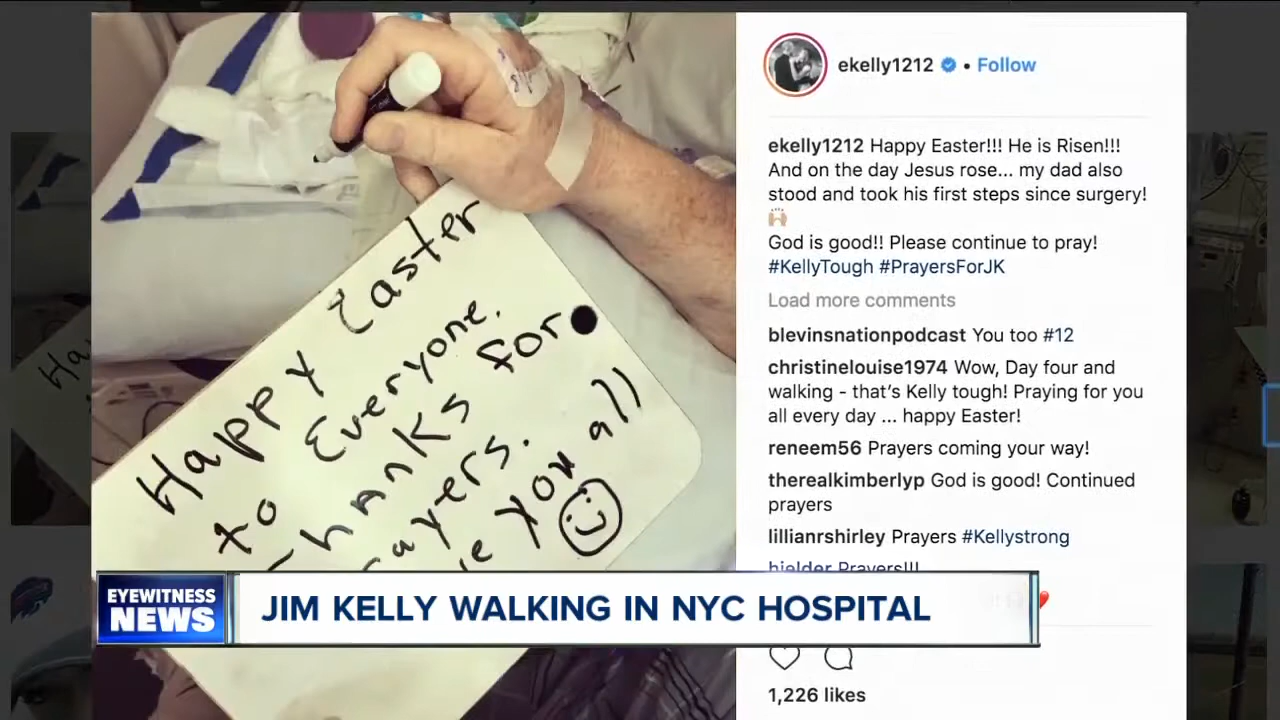 Happy Easter
to Everyone.
Thanks for
rayers.
you all
ekelly1212 • Follow
ekelly1212 Happy Easter!!! He is Risen!!!
And on the day Jesus rose... my dad also
stood and took his first steps since surgery!
🙌🏼
God is good!! Please continue to pray!
#KellyTough #PrayersForJK
Load more comments
blevinsnationpodcast You too #12
christinelouise1974 Wow, Day four and
walking - that’s Kelly tough! Praying for you
all every day ... happy Easter!
reneem56 Prayers coming your way!
therealkimberlyp God is good! Continued
prayers
lillianrshirley Prayers #Kellystrong
hielder Prayers!!!
EYEWITNESS
NEWS
JIM KELLY WALKING IN NYC HOSPITAL
1,226 likes
Ha